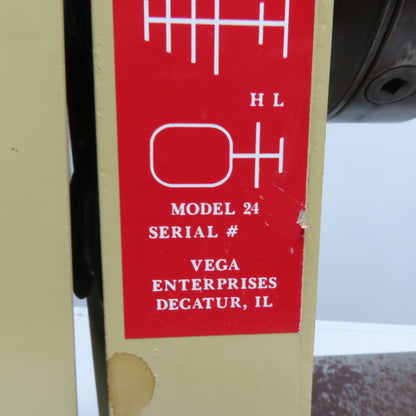 H L
MODEL 24
SERIAL #
VEGA
ENTERPRISES
DECATUR, IL